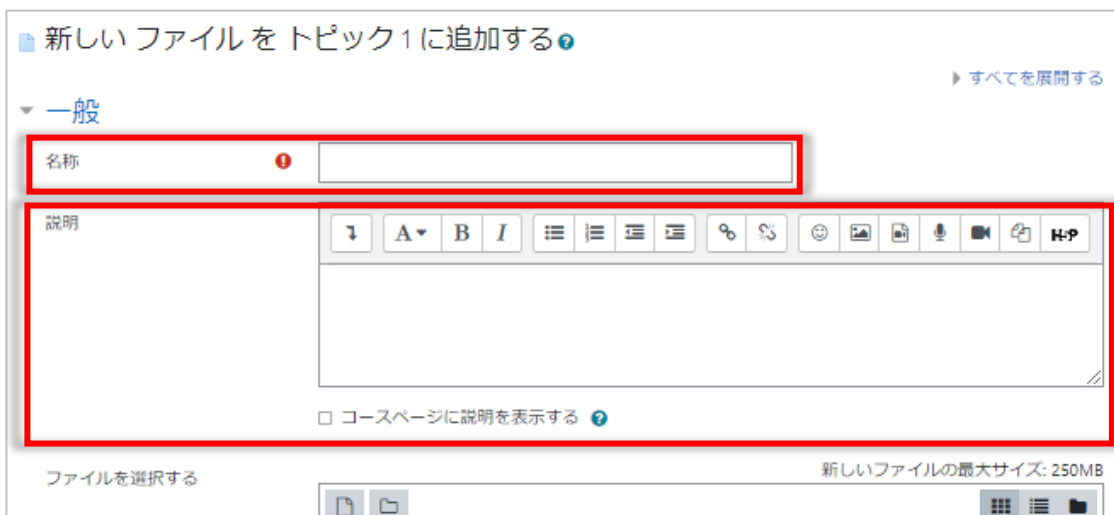 新しい ファイル を トピック 1 に追加する
すべてを展開する
一般
名称
説明
A B I H-P
コースページに説明を表示する
新しいファイルの最大サイズ: 250MB
ファイルを選択する